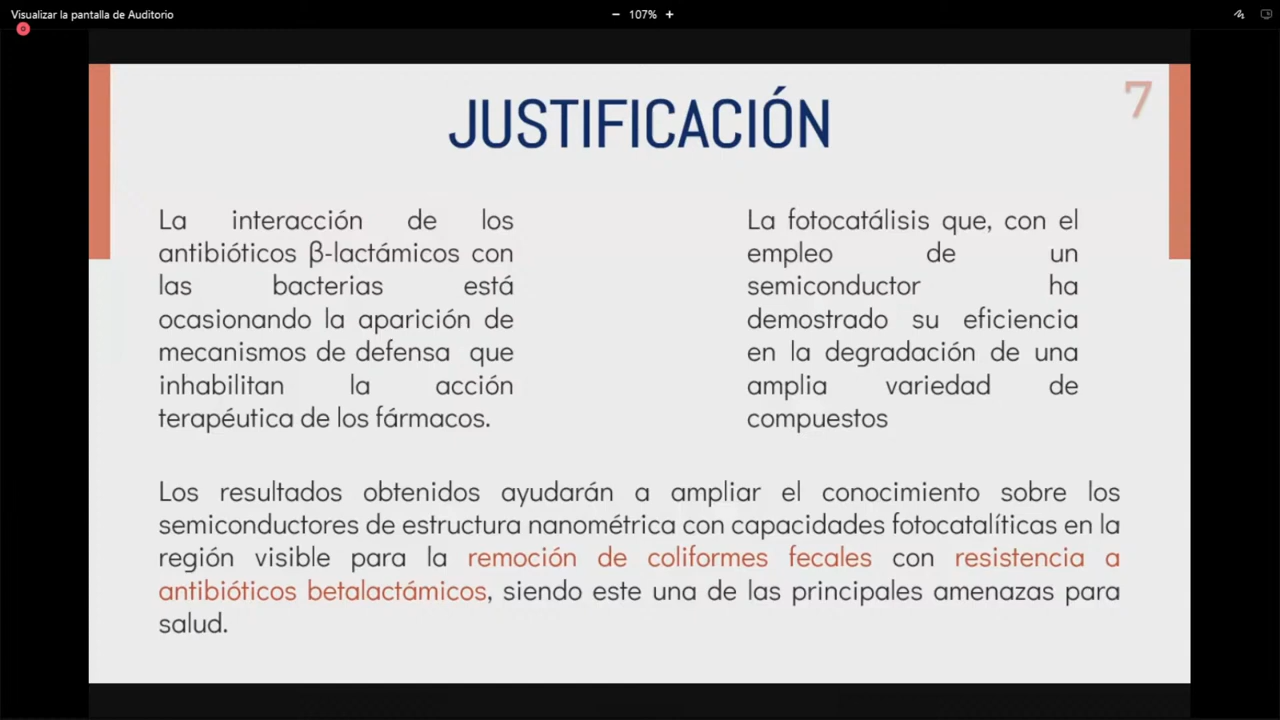 Visualizar la pantalla de Auditorio
− 107% +
7
JUSTIFICACIÓN
La interacción de los
antibióticos β-lactámicos con
las bacterias está
ocasionando la aparición de
mecanismos de defensa que
inhabilitan la acción
terapéutica de los fármacos.
La fotocatálisis que, con el
empleo de un
semiconductor ha
demostrado su eficiencia
en la degradación de una
amplia variedad de
compuestos
Los resultados obtenidos ayudarán a ampliar el conocimiento sobre los
semiconductores de estructura nanométrica con capacidades fotocatalíticas en la
región visible para la remoción de coliformes fecales con resistencia a
antibióticos betalactámicos, siendo este una de las principales amenazas para
salud.